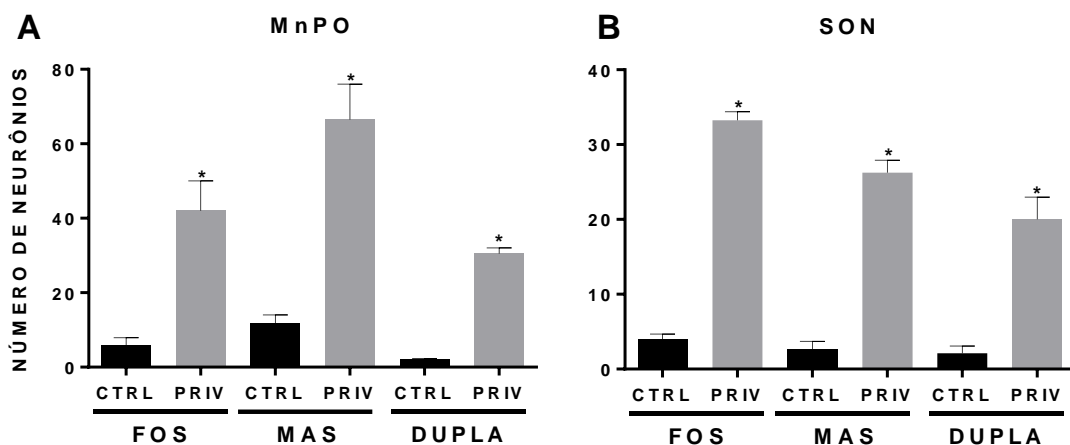 A
MnPO
NÚMERO DE NEURÔNIOS
80
60
40
20
0
*
*
*
CTRL PRIV CTRL PRIV CTRL PRIV
FOS MAS DUPLA
B
SON
40
30
20
10
0
*
*
*
CTRL PRIV CTRL PRIV CTRL PRIV
FOS MAS DUPLA